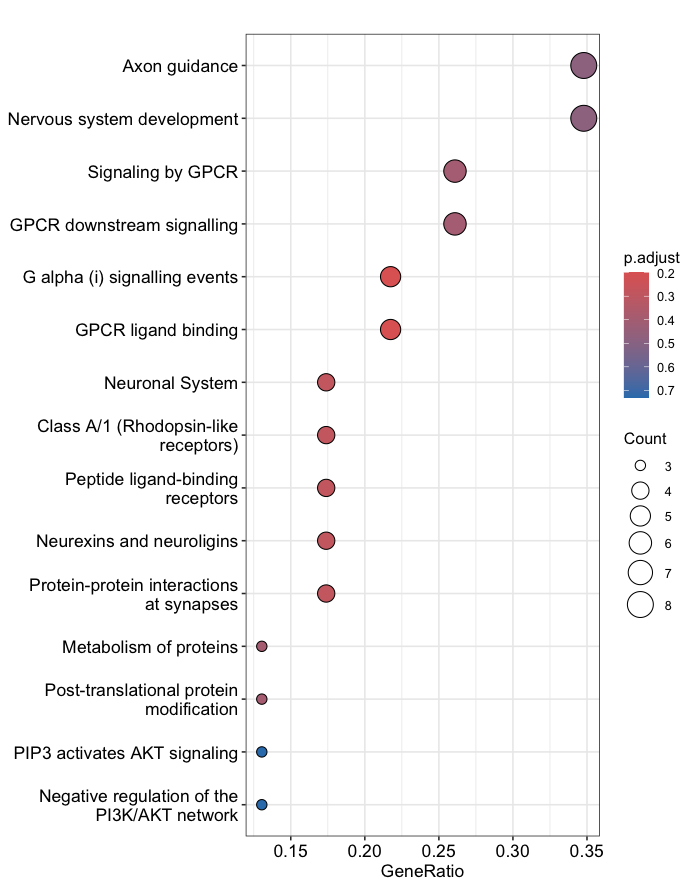 Axon guidance
Nervous system development
Signaling by GPCR
GPCR downstream signalling
G alpha (i) signalling events
GPCR ligand binding
Neuronal System
Class A/1 (Rhodopsin-like
receptors)
Peptide ligand-binding
receptors
Neurexins and neuroligins
Protein-protein interactions
at synapses
Metabolism of proteins
Post-translational protein
modification
PIP3 activates AKT signaling
Negative regulation of the
PI3K/AKT network
0.15 0.20 0.25 0.30 0.35
GeneRatio
p.adjust
0.2
0.3
0.4
0.5
0.6
0.7
Count
3
4
5
6
7
8